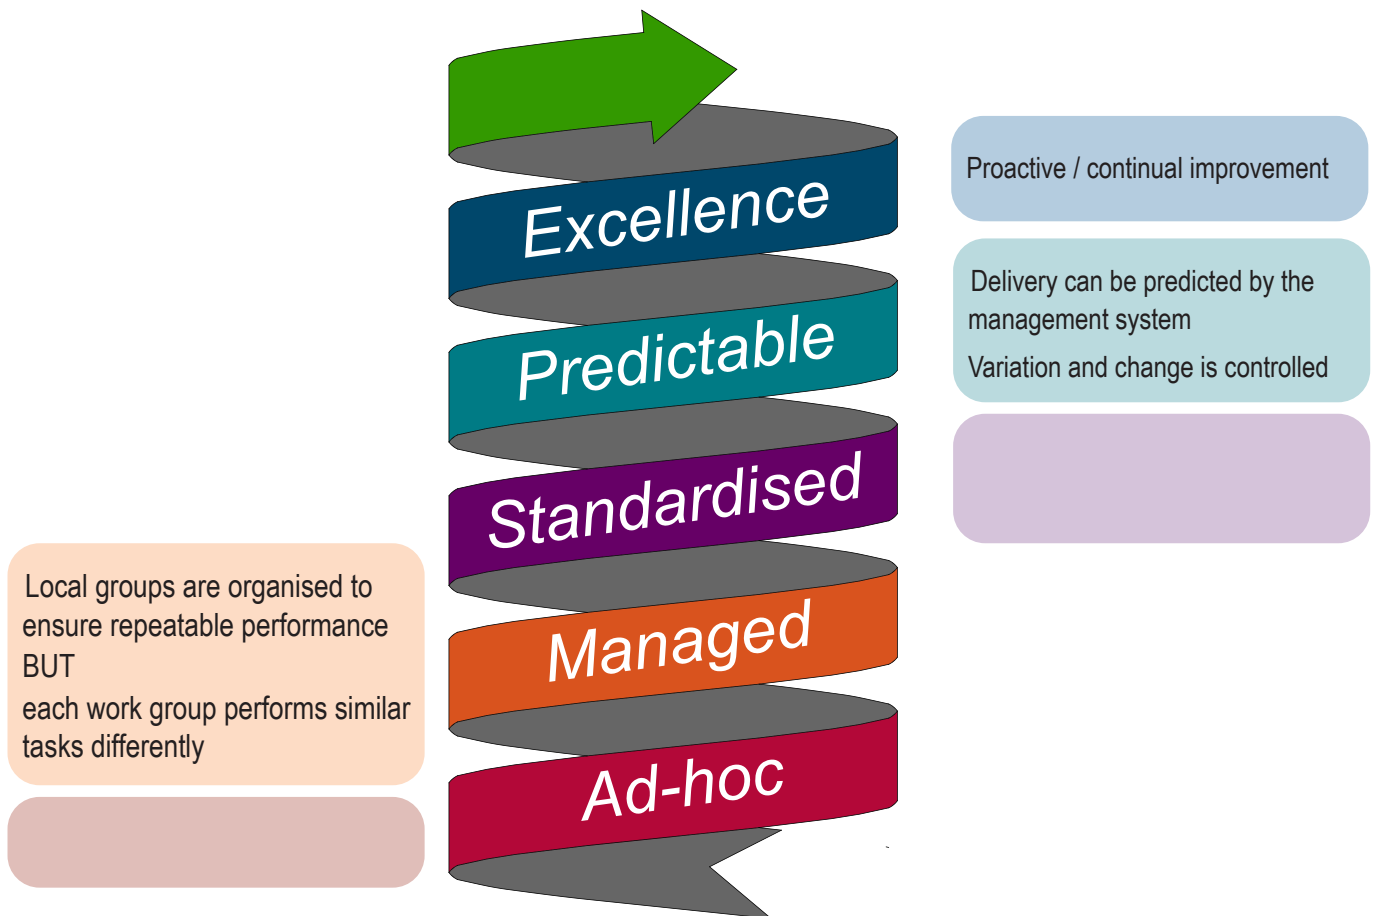 Excellence
Proactive / continual improvement
Predictable
Delivery can be predicted by the
management system
Variation and change is controlled
Standardised
Managed
Local groups are organised to
ensure repeatable performance
BUT
each work group performs similar
tasks differently
Ad-hoc